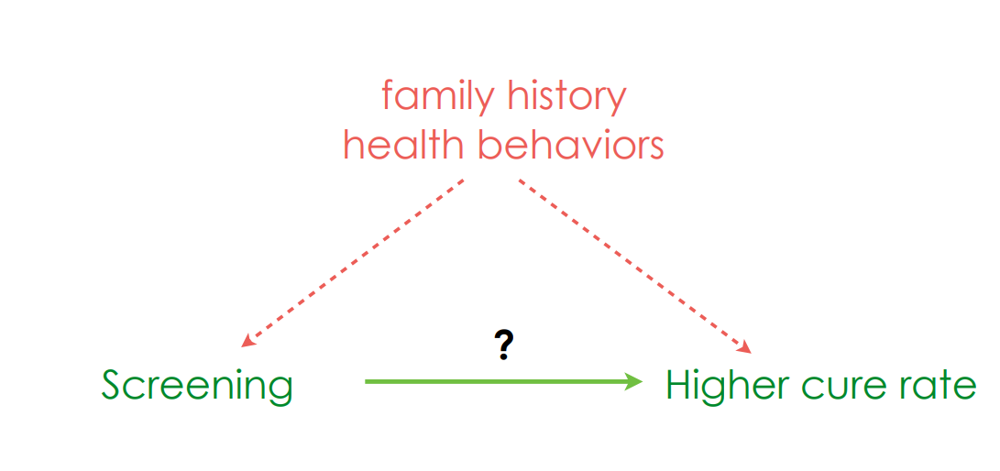 family history
health behaviors
?
Screening
Higher cure rate